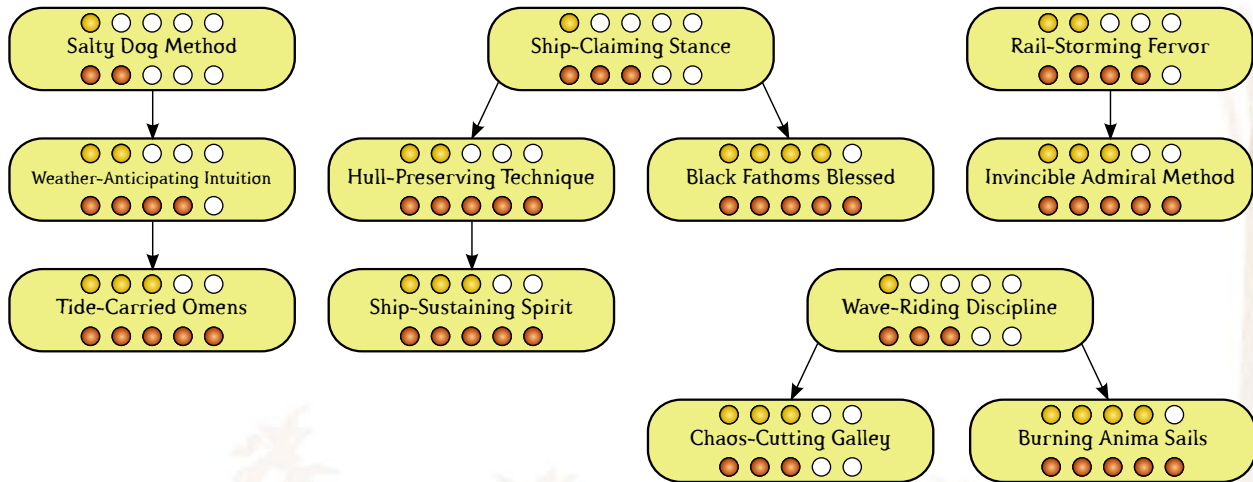 Salty Dog Method
Ship-Claiming Stance
Rail-Storming Fervor
Weather-Anticipating Intuition
Hull-Preserving Technique
Black Fathoms Blessed
Invincible Admiral Method
Tide-Carried Omens
Ship-Sustaining Spirit
Wave-Riding Discipline
Chaos-Cutting Galley
Burning Anima Sails